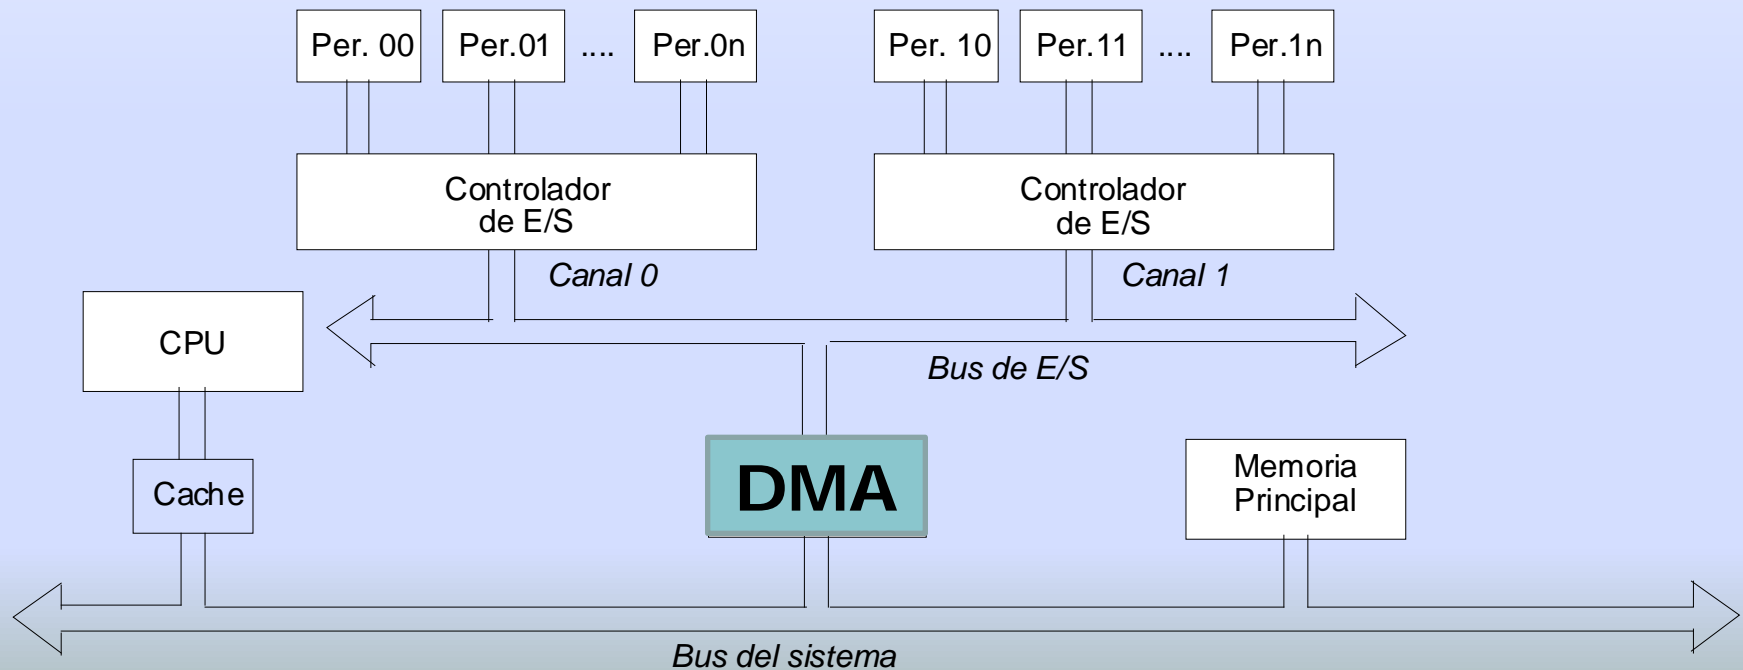 Per. 00 Per.01 .... Per.0n Per. 10 Per.11 .... Per.1n
Controlador
de E/S
Controlador
de E/S
Canal 0 Canal 1
CPU
Bus de E/S
Cache
DMA
Memoria
Principal
Bus del sistema